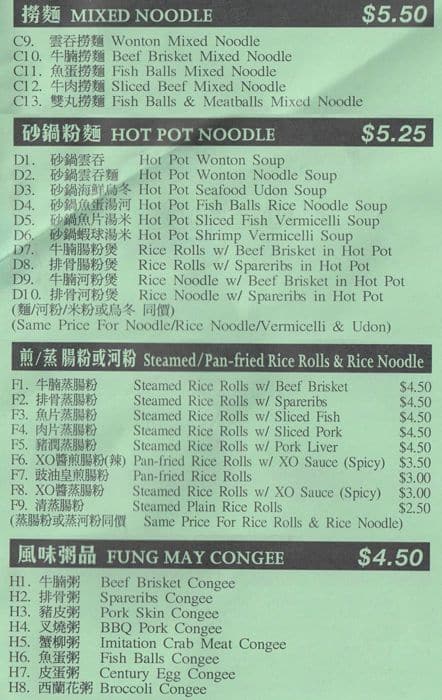 撈麵 MIXED NOODLE $5.50
C9. 雲吞撈麵 Wonton Mixed Noodle
C10. 牛腩撈麵 Beef Brisket Mixed Noodle
C11. 魚蛋撈麵 Fish Balls Mixed Noodle
C12. 牛肉撈麵 Sliced Beef Mixed Noodle
C13. 雙丸撈麵 Fish Balls & Meatballs Mixed Noodle
砂鍋粉麵 HOT POT NOODLE $5.25
D1. 砂鍋雲吞 Hot Pot Wonton Soup
D2. 砂鍋雲吞麵 Hot Pot Wonton Noodle Soup
D3. 砂鍋海鮮烏冬 Hot Pot Seafood Udon Soup
D4. 砂鍋魚蛋湯河 Hot Pot Fish Balls Rice Noodle Soup
D5. 砂鍋魚片湯米 Hot Pot Sliced Fish Vermicelli Soup
D6. 砂鍋蝦球湯米 Hot Pot Shrimp Vermicelli Soup
D7. 牛腩腸粉煲 Rice Rolls w/ Beef Brisket in Hot Pot
D8. 排骨腸粉煲 Rice Rolls w/ Spareribs in Hot Pot
D9. 牛腩河粉煲 Rice Noodle w/ Beef Brisket in Hot Pot
D10. 排骨河粉煲 Rice Noodle w/ Spareribs in Hot Pot
(麵/河粉/米粉或烏冬 同價)
(Same Price For Noodle/Rice Noodle/Vermicelli & Udon)
煎/蒸 腸粉或河粉 Steamed/Pan-fried Rice Rolls & Rice Noodle
F1. 牛腩蒸腸粉 Steamed Rice Rolls w/ Beef Brisket $4.50
F2. 排骨蒸腸粉 Steamed Rice Rolls w/ Spareribs $4.50
F3. 魚片蒸腸粉 Steamed Rice Rolls w/ Sliced Fish $4.50
F4. 肉片蒸腸粉 Steamed Rice Rolls w/ Sliced Pork $4.50
F5. 豬潤蒸腸粉 Steamed Rice Rolls w/ Pork Liver $4.50
F6. XO醬煎腸粉(辣) Pan-fried Rice Rolls w/ XO Sauce (Spicy) $3.50
F7. 豉油皇煎腸粉 Pan-fried Rice Rolls $3.00
F8. XO醬蒸腸粉 Steamed Rice Rolls w/ XO Sauce (Spicy) $3.00
F9. 清蒸腸粉 Steamed Plain Rice Rolls $2.50
(蒸腸粉或蒸河粉同價 Same Price For Rice Rolls & Rice Noodle)
風味粥品 FUNG MAY CONGEE $4.50
H1. 牛腩粥 Beef Brisket Congee
H2. 排骨粥 Spareribs Congee
H3. 豬皮粥 Pork Skin Congee
H4. 叉燒粥 BBQ Pork Congee
H5. 蟹柳粥 Imitation Crab Meat Congee
H6. 魚蛋粥 Fish Balls Congee
H7. 皮蛋粥 Century Egg Congee
H8. 西蘭花粥 Broccoli Congee